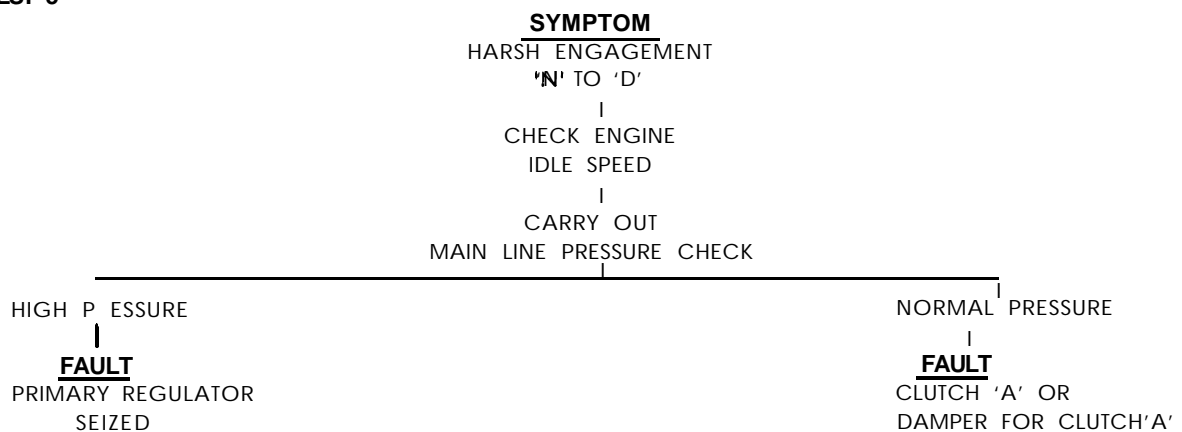 SYMPTOM
HARSH ENGAGEMENT
'N' TO 'D'
CHECK ENGINE
IDLE SPEED
CARRY OUT
MAIN LINE PRESSURE CHECK
HIGH P ESSURE
FAULT
PRIMARY REGULATOR
SEIZED
NORMAL PRESSURE
FAULT
CLUTCH 'A' OR
DAMPER FOR CLUTCH'A'